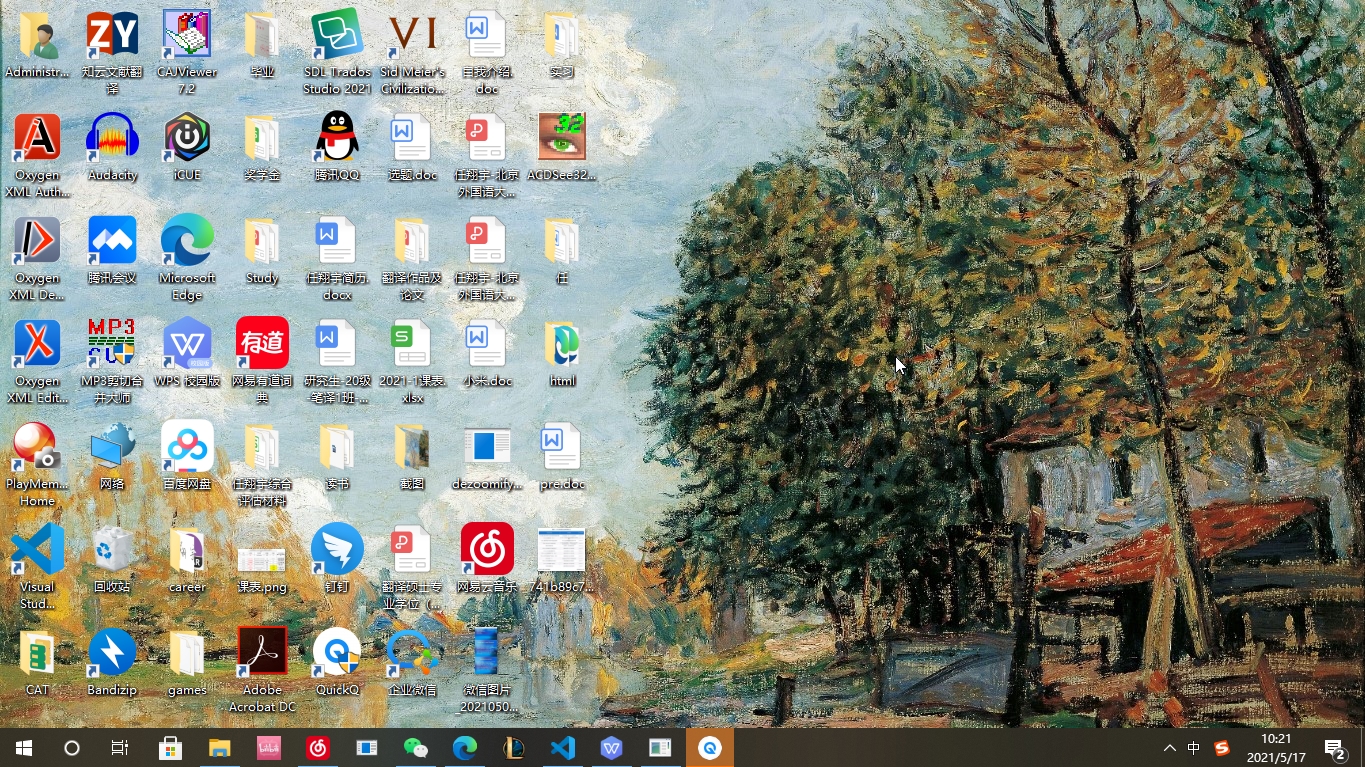 Administr...
知云文献翻
译
CAJViewer
7.2
毕业
SDL Trados
Studio 2021
VI
Sid Meier's
Civilizatio...
自我介绍.
doc
实习
Oxygen
XML Auth...
Audacity
iCUE
奖学金
腾讯QQ
选题.doc
任翔宇-北京
外国语大...
32
ACDSee32...
Oxygen
XML De...
腾讯会议
Microsoft
Edge
Study
任翔宇简历.
docx
翻译作品及
论文
任翔宇-北京
外国语大...
任
Oxygen
XML Edit...
MP3
MP3剪切合
并大师
WPS 校园版
有道
网易有道词
典
研究生-20级
-笔译1班-...
2021-1课表.
xlsx
小米.doc
html
PlayMem...
Home
网络
百度网盘
任翔宇综合
评估材料
读书
截图
dezoomify...
pre.doc
Visual
Stud...
回收站
career
课表.png
钉钉
翻译硕士专
业学位（...
网易云音乐
741b89c7...
CAT
Bandizip
games
Adobe
Acrobat DC
QuickQ
企业微信
微信图片
_2021050...
中
10:21
2021/5/17
2